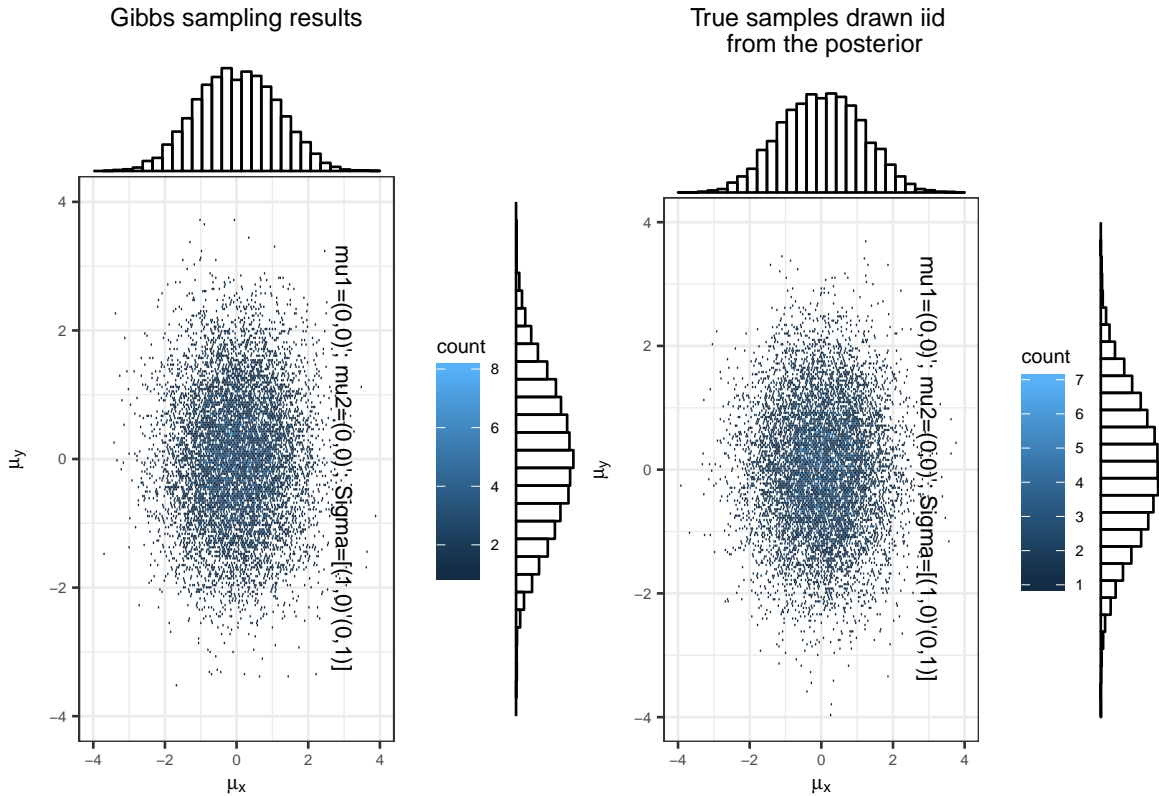 Gibbs sampling results
4
2
0
−2
−4
−4
−2
0
2
4
μx
μy
mu1=(0,0)'; mu2=(0,0)'; Sigma=[(1,0)'(0,1)]
count
8
6
4
2
True samples drawn iid
from the posterior
4
2
0
−2
−4
−4
−2
0
2
4
μx
μy
mu1=(0,0)'; mu2=(0,0)'; Sigma=[(1,0)'(0,1)]
count
7
6
5
4
3
2
1